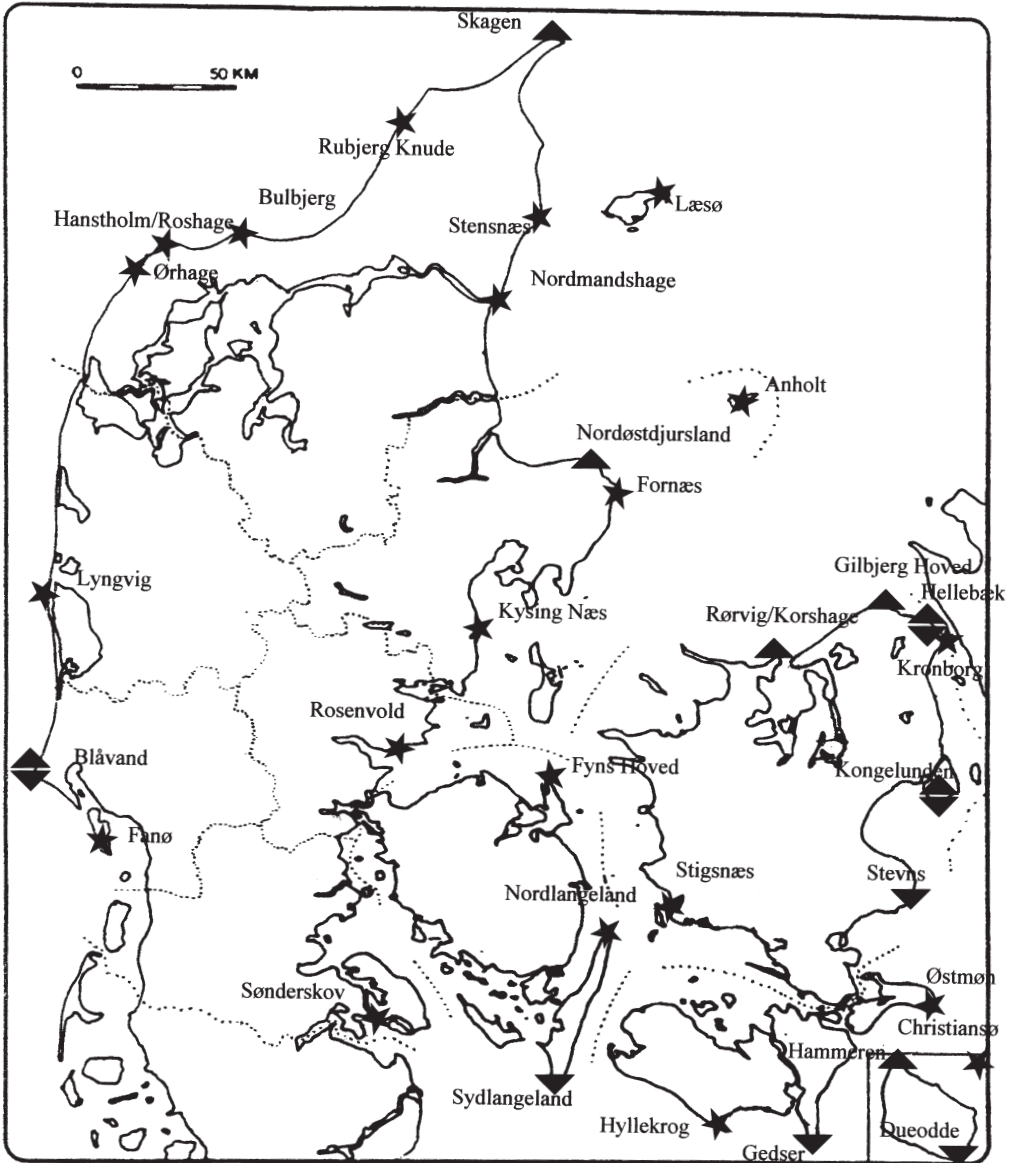 Skagen
0 50 KM
Rubjerg Knude
Bulbjerg
Læsø
Hanstholm/Roshage
Stensnæs
Ørhage
Nordmandshage
Anholt
Nordøstdjursland
Fornæs
Gilbjerg Hoved
Lyngvig
Hellebæk
Kysing Næs
Rørvig/Korshage
Kronborg
Rosenvold
Blåvand
Fyns Hoved
Kongelunden
Fanø
Stigsnæs
Stevns
Nordlangeland
Østmøn
Sønderskov
Christiansø
Hammeren
Sydlangeland
Hyllekrog
Dueodde
Gedser